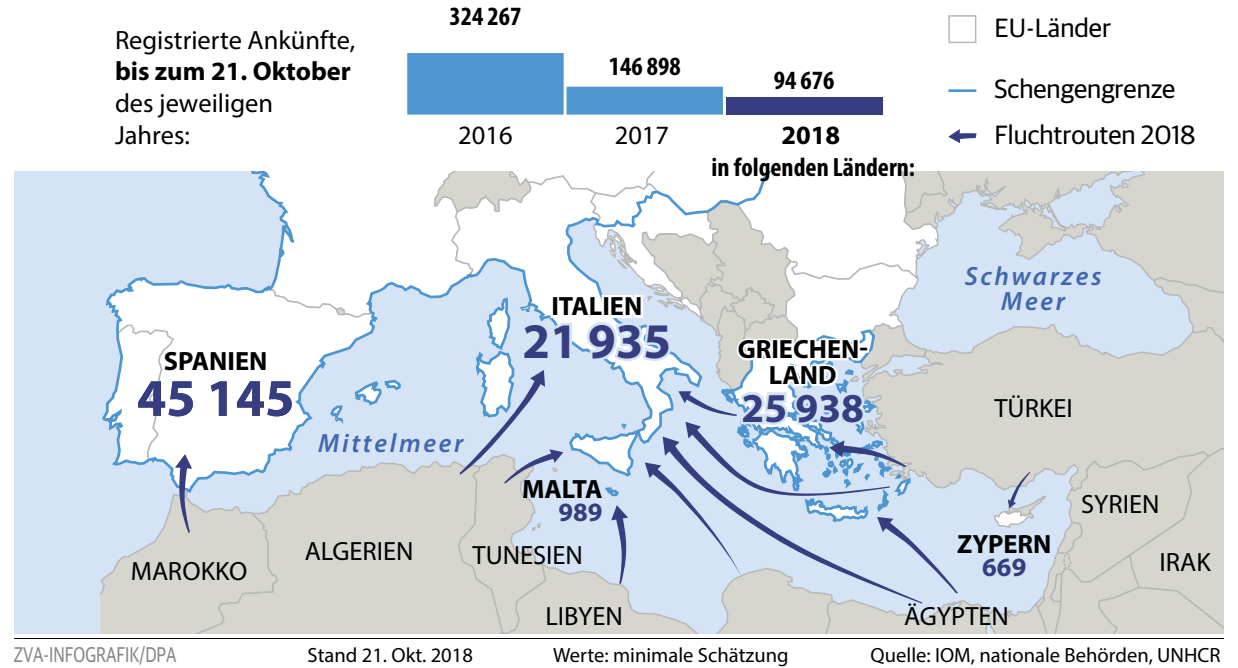 Registrierte Ankünfte,
bis zum 21. Oktober
des jeweiligen
Jahres:
324 267
146 898
94 676
2016
2017
2018
in folgenden Ländern:
EU-Länder
Schengengrenze
Fluchtrouten 2018
Schwarzes
Meer
ITALIEN
21 935
SPANIEN
45 145
GRIECHEN-
LAND
25 938
TÜRKEI
Mittelmeer
MALTA
989
SYRIEN
ZYPERN
669
ALGERIEN
TUNESIEN
MAROKKO
IRAK
LIBYEN
ÄGYPTEN
ZVA-INFOGRAFIK/DPA
Stand 21. Okt. 2018
Werte: minimale Schätzung
Quelle: IOM, nationale Behörden, UNHCR